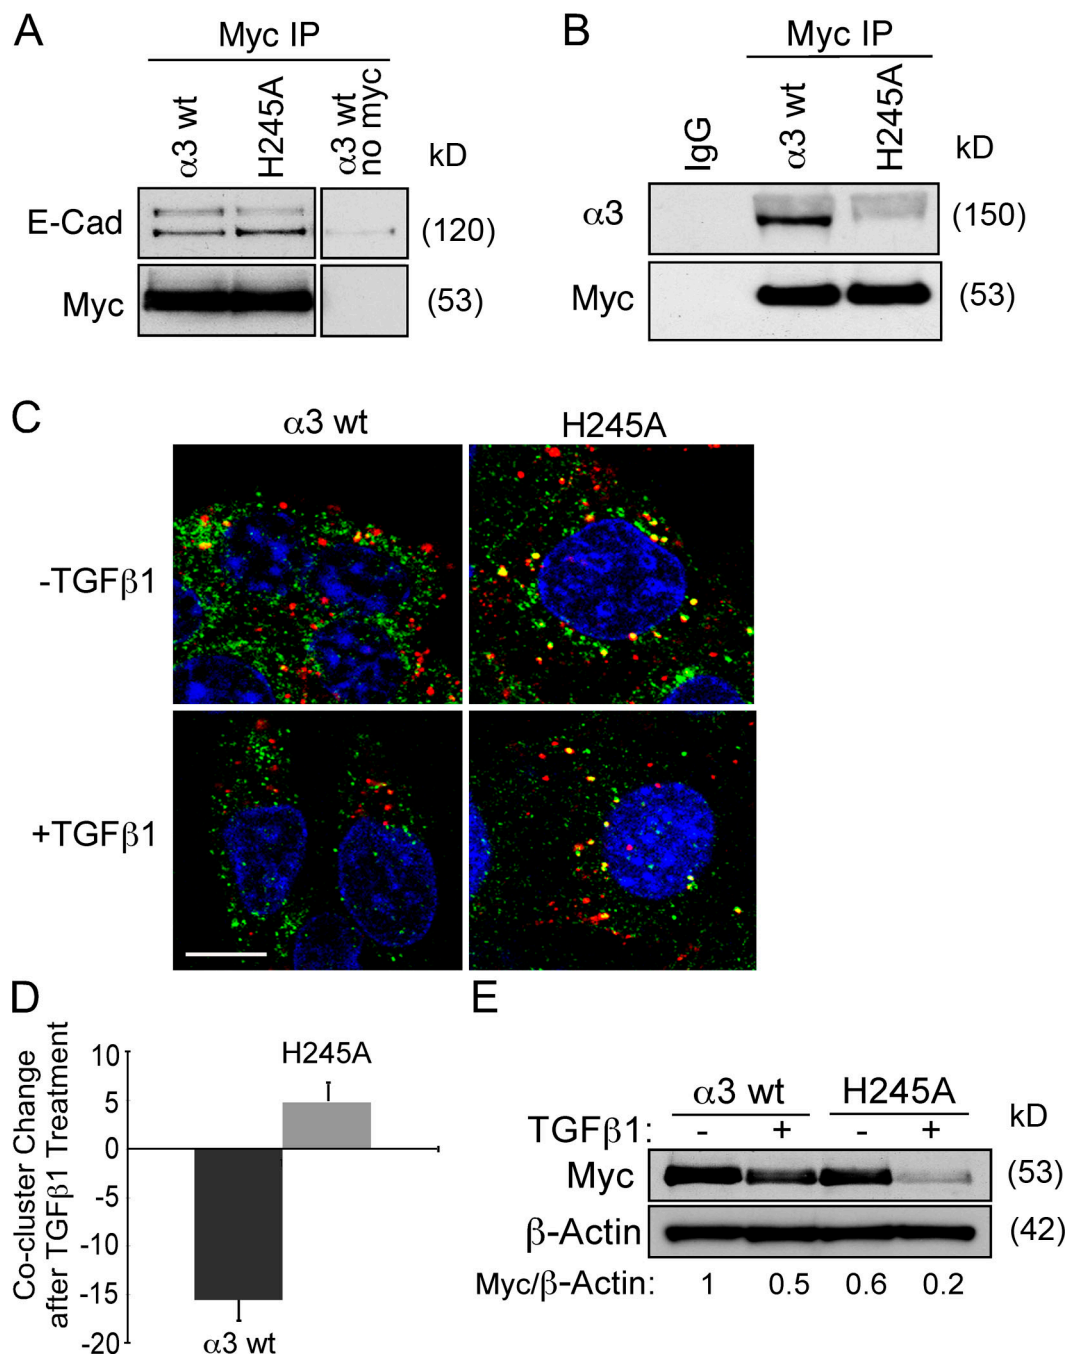 A
Myc IP
α3 wt
H245A
α3 wt
no myc
kD
E-Cad
(120)
Myc
(53)
B
Myc IP
IgG
α3 wt
H245A
kD
α3
(150)
Myc
(53)
C
α3 wt
H245A
-TGFβ1
+TGFβ1
D
Co-cluster Change
after TGFβ1 Treatment
10
5
0
-5
-10
-15
-20
H245A
α3 wt
E
α3 wt
H245A
kD
TGFβ1: - + - +
Myc
(53)
β-Actin
(42)
Myc/β-Actin: 1 0.5 0.6 0.2